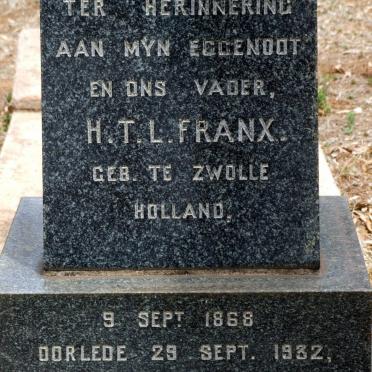 TER HERINNERING
AAN MYN EGGENOOT
EN ONS VADER,
H.T.L. FRANX.
GEB. TE ZWOLLE
HOLLAND,
9 SEPT 1868
OORLEDE 29 SEPT. 1932,